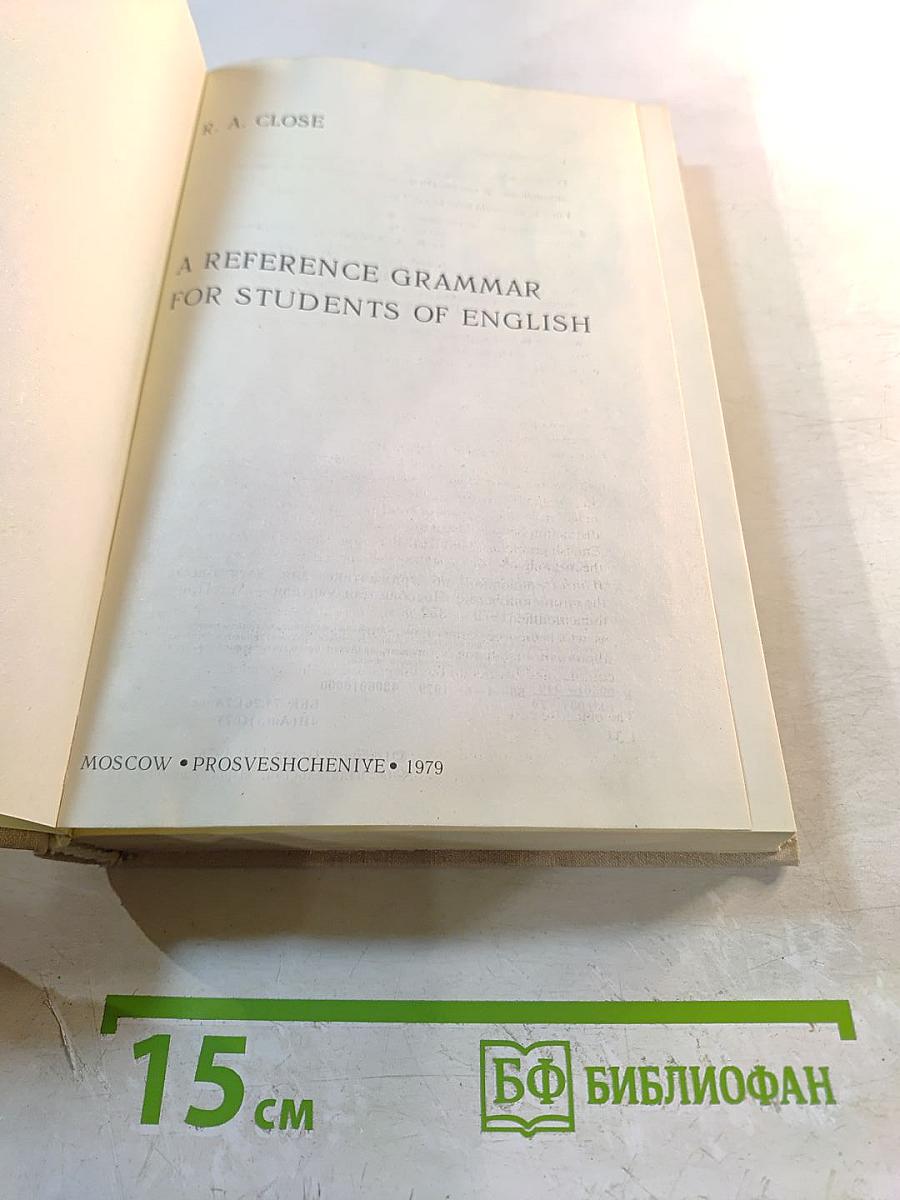 R. A. CLOSE
A REFERENCE GRAMMAR
FOR STUDENTS OF ENGLISH
MOSCOW • PROSVESHCHENIYE • 1979
15 см
БФ БИБЛИОФАН